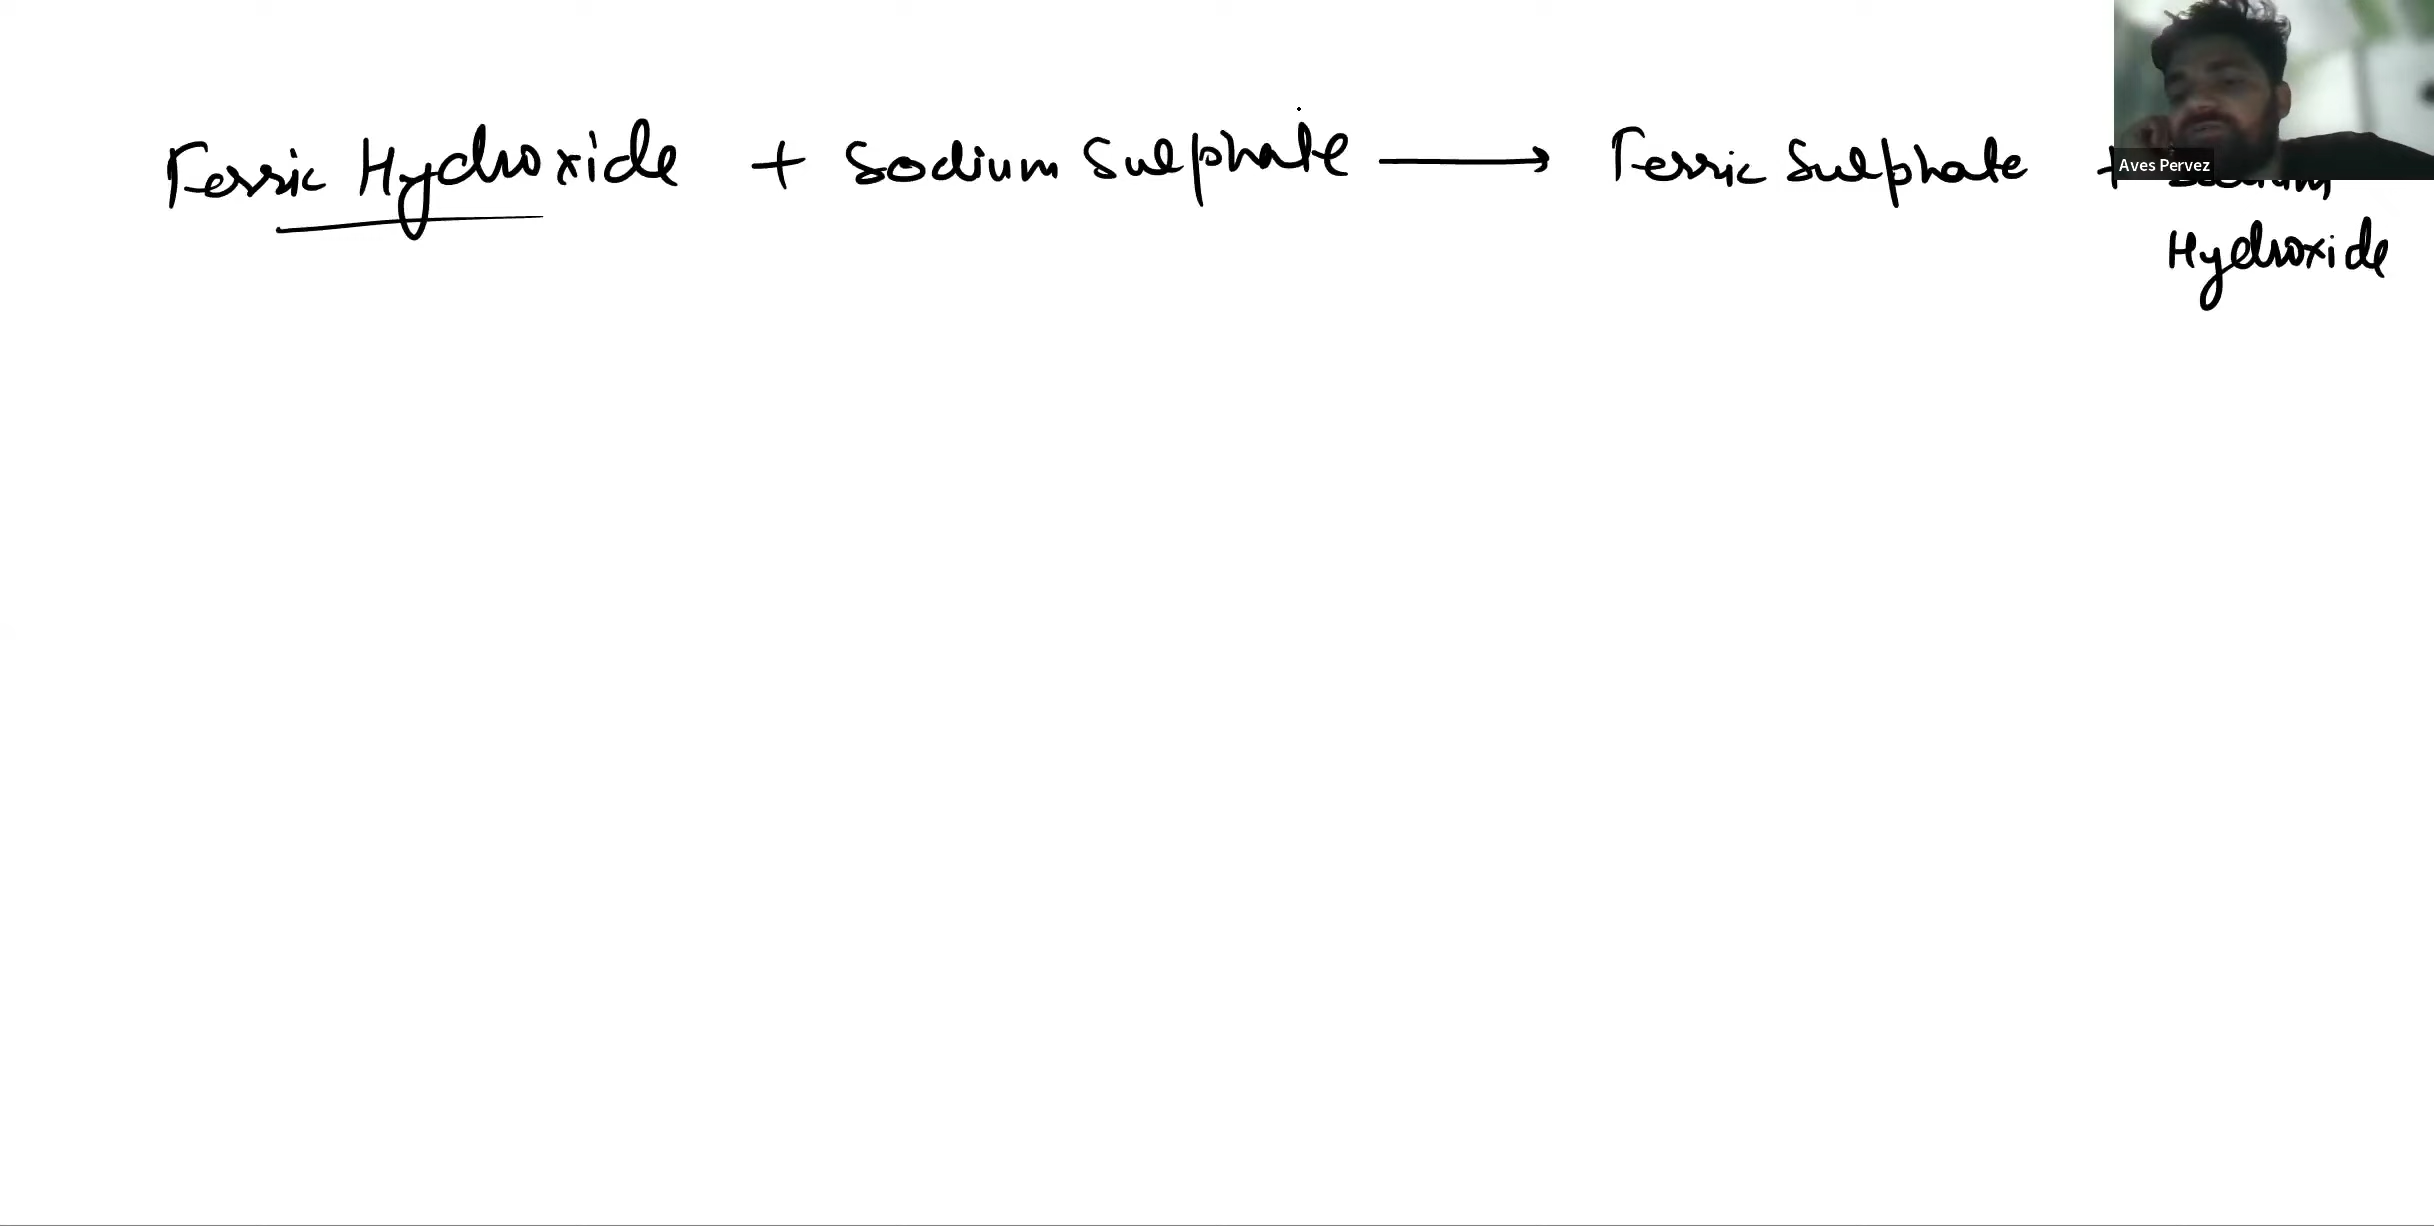 Ferric Hydroxide + Sodium Sulphate → Ferric Sulphate +
Aves Pervez
Hydroxide